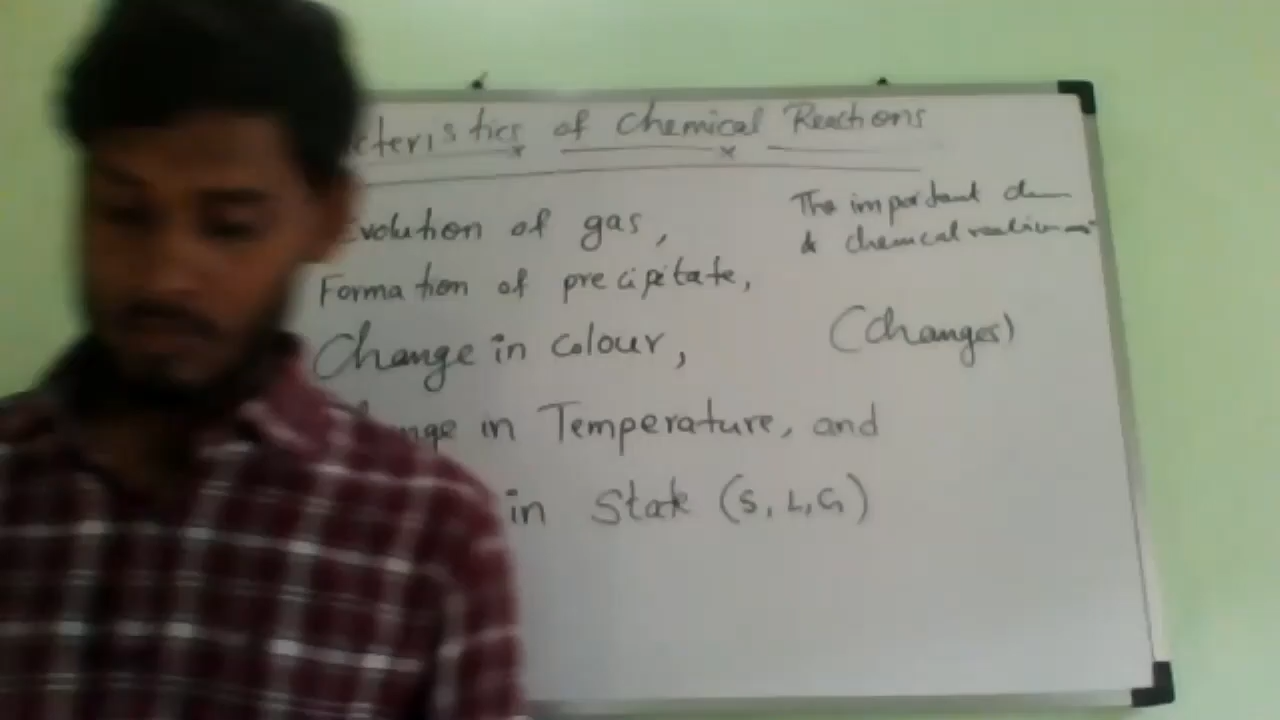 cteristics of Chemical Reactions
Evolution of gas,
Formation of precipitate,
Change in Colour,
nge in Temperature, and
in State (S, L, G)
The important
chemical
(Changes)